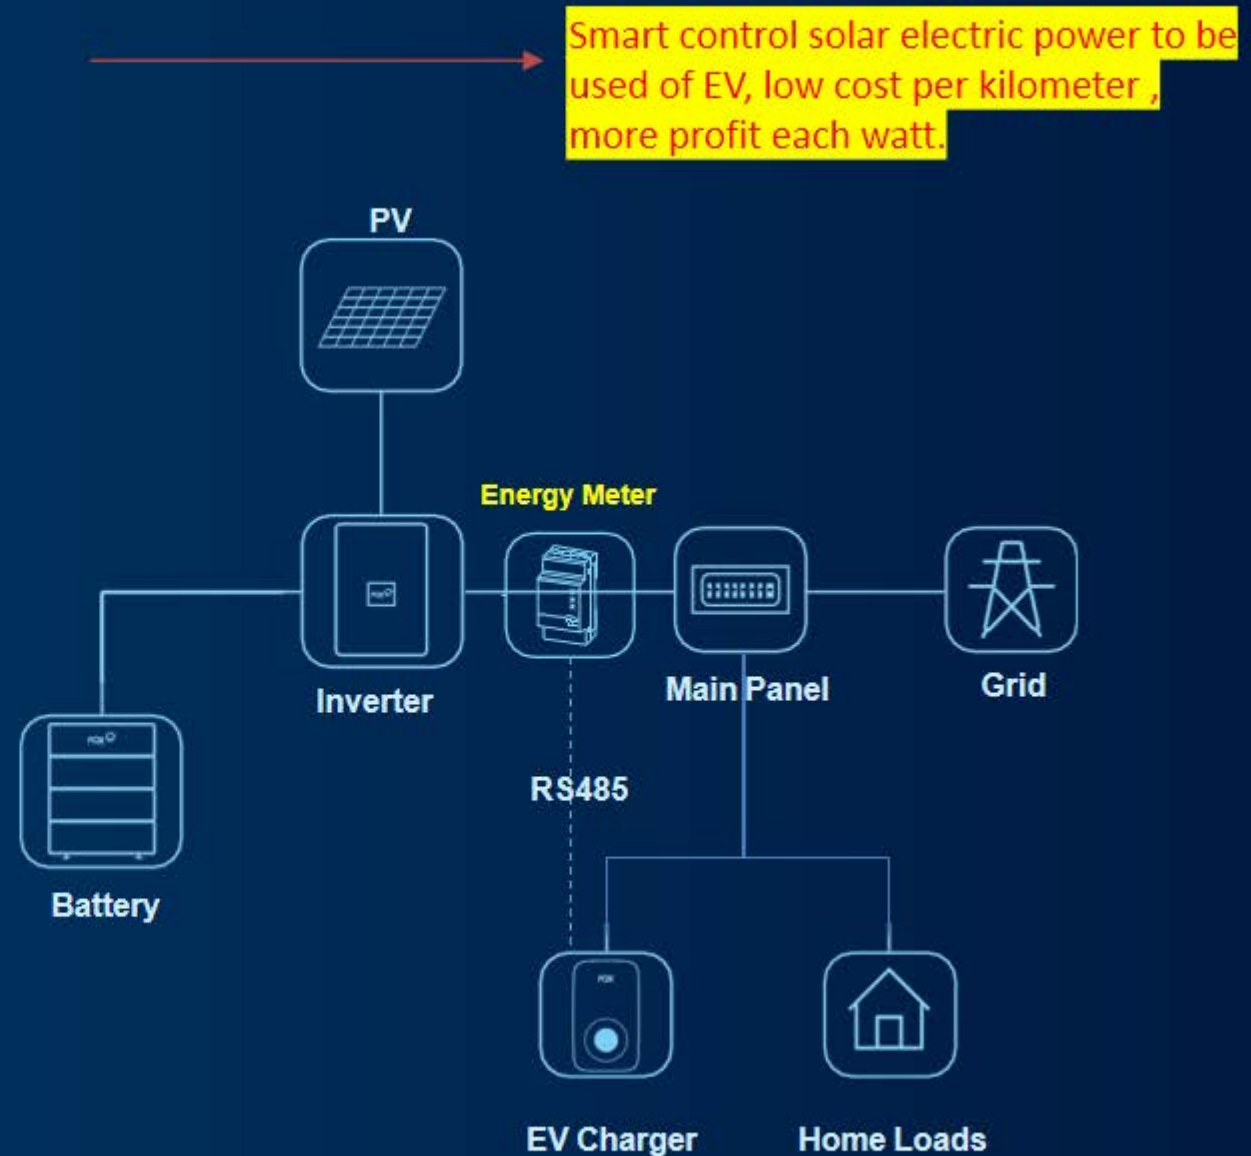 Smart control solar electric power to be
used of EV, low cost per kilometer ,
more profit each watt.
PV
Energy Meter
Inverter
Main Panel
Grid
RS485
Battery
FOX
EV Charger
Home Loads